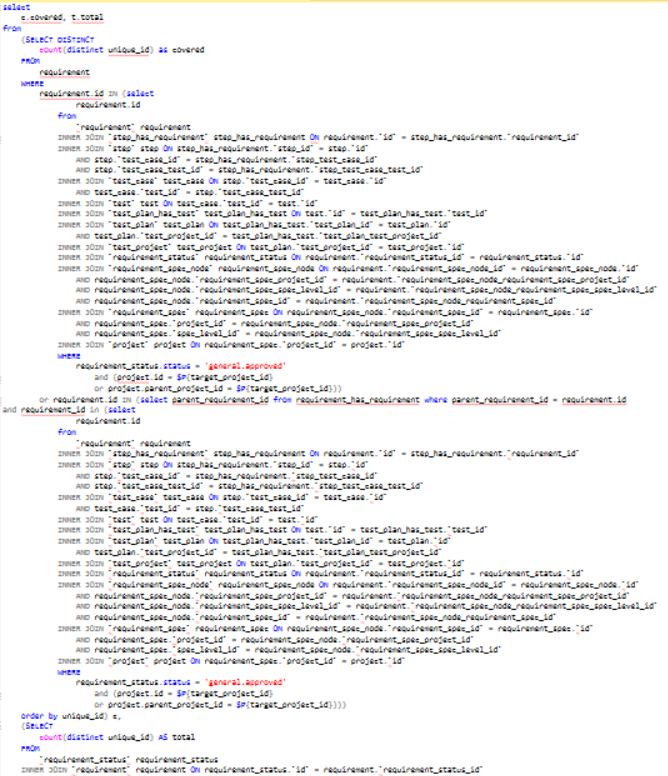 select
c.covered, t.total
from
(SELECT DISTINCT
count(distinct unique_id) as covered
FROM
requirement
WHERE
requirement.id IN (select
requirement.id
from
"requirement" requirement
INNER JOIN "step_has_requirement" step_has_requirement ON requirement."id" = step_has_requirement."requirement_id"
INNER JOIN "step" step ON step_has_requirement."step_id" = step."id"
AND step."test_case_id" = step_has_requirement."step_test_case_id"
AND step."test_case_test_id" = step_has_requirement."step_test_case_test_id"
INNER JOIN "test_case" test_case ON step."test_case_id" = test_case."id"
AND test_case."test_id" = step."test_case_test_id"
INNER JOIN "test" test ON test_case."test_id" = test."id"
INNER JOIN "test_plan_has_test" test_plan_has_test ON test."id" = test_plan_has_test."test_id"
INNER JOIN "test_plan" test_plan ON test_plan_has_test."test_plan_id" = test_plan."id"
AND test_plan."test_project_id" = test_plan_has_test."test_plan_test_project_id"
INNER JOIN "test_project" test_project ON test_plan."test_project_id" = test_project."id"
INNER JOIN "requirement_status" requirement_status ON requirement."requirement_status_id" = requirement_status."id"
INNER JOIN "requirement_spec_node" requirement_spec_node ON requirement."requirement_spec_node_id" = requirement_spec_node."id"
AND requirement_spec_node."requirement_spec_project_id" = requirement."requirement_spec_node_requirement_spec_project_id"
AND requirement_spec_node."requirement_spec_spec_level_id" = requirement."requirement_spec_node_requirement_spec_spec_level_id"
AND requirement_spec_node."requirement_spec_id" = requirement."requirement_spec_node_requirement_spec_id"
INNER JOIN "requirement_spec" requirement_spec ON requirement_spec_node."requirement_spec_id" = requirement_spec."id"
AND requirement_spec."project_id" = requirement_spec_node."requirement_spec_project_id"
AND requirement_spec."spec_level_id" = requirement_spec_node."requirement_spec_spec_level_id"
INNER JOIN "project" project ON requirement_spec."project_id" = project."id"
WHERE
requirement_status.status = 'general.approved'
and (project.id = $P{target_project_id}
or project.parent_project_id = $P{target_project_id}))
or requirement.id IN (select parent_requirement_id from requirement_has_requirement where parent_requirement_id = requirement.id
and requirement_id in (select
requirement.id
from
"requirement" requirement
INNER JOIN "step_has_requirement" step_has_requirement ON requirement."id" = step_has_requirement."requirement_id"
INNER JOIN "step" step ON step_has_requirement."step_id" = step."id"
AND step."test_case_id" = step_has_requirement."step_test_case_id"
AND step."test_case_test_id" = step_has_requirement."step_test_case_test_id"
INNER JOIN "test_case" test_case ON step."test_case_id" = test_case."id"
AND test_case."test_id" = step."test_case_test_id"
INNER JOIN "test" test ON test_case."test_id" = test."id"
INNER JOIN "test_plan_has_test" test_plan_has_test ON test."id" = test_plan_has_test."test_id"
INNER JOIN "test_plan" test_plan ON test_plan_has_test."test_plan_id" = test_plan."id"
AND test_plan."test_project_id" = test_plan_has_test."test_plan_test_project_id"
INNER JOIN "test_project" test_project ON test_plan."test_project_id" = test_project."id"
INNER JOIN "requirement_status" requirement_status ON requirement."requirement_status_id" = requirement_status."id"
INNER JOIN "requirement_spec_node" requirement_spec_node ON requirement."requirement_spec_node_id" = requirement_spec_node."id"
AND requirement_spec_node."requirement_spec_project_id" = requirement."requirement_spec_node_requirement_spec_project_id"
AND requirement_spec_node."requirement_spec_spec_level_id" = requirement."requirement_spec_node_requirement_spec_spec_level_id"
AND requirement_spec_node."requirement_spec_id" = requirement."requirement_spec_node_requirement_spec_id"
INNER JOIN "requirement_spec" requirement_spec ON requirement_spec_node."requirement_spec_id" = requirement_spec."id"
AND requirement_spec."project_id" = requirement_spec_node."requirement_spec_project_id"
AND requirement_spec."spec_level_id" = requirement_spec_node."requirement_spec_spec_level_id"
INNER JOIN "project" project ON requirement_spec."project_id" = project."id"
WHERE
requirement_status.status = 'general.approved'
and (project.id = $P{target_project_id}
or project.parent_project_id = $P{target_project_id})))
order by unique_id) c,
(SELECT
count(distinct unique_id) AS total
FROM
"requirement_status" requirement_status
INNER JOIN "requirement" requirement ON requirement_status."id" = requirement."requirement_status_id"